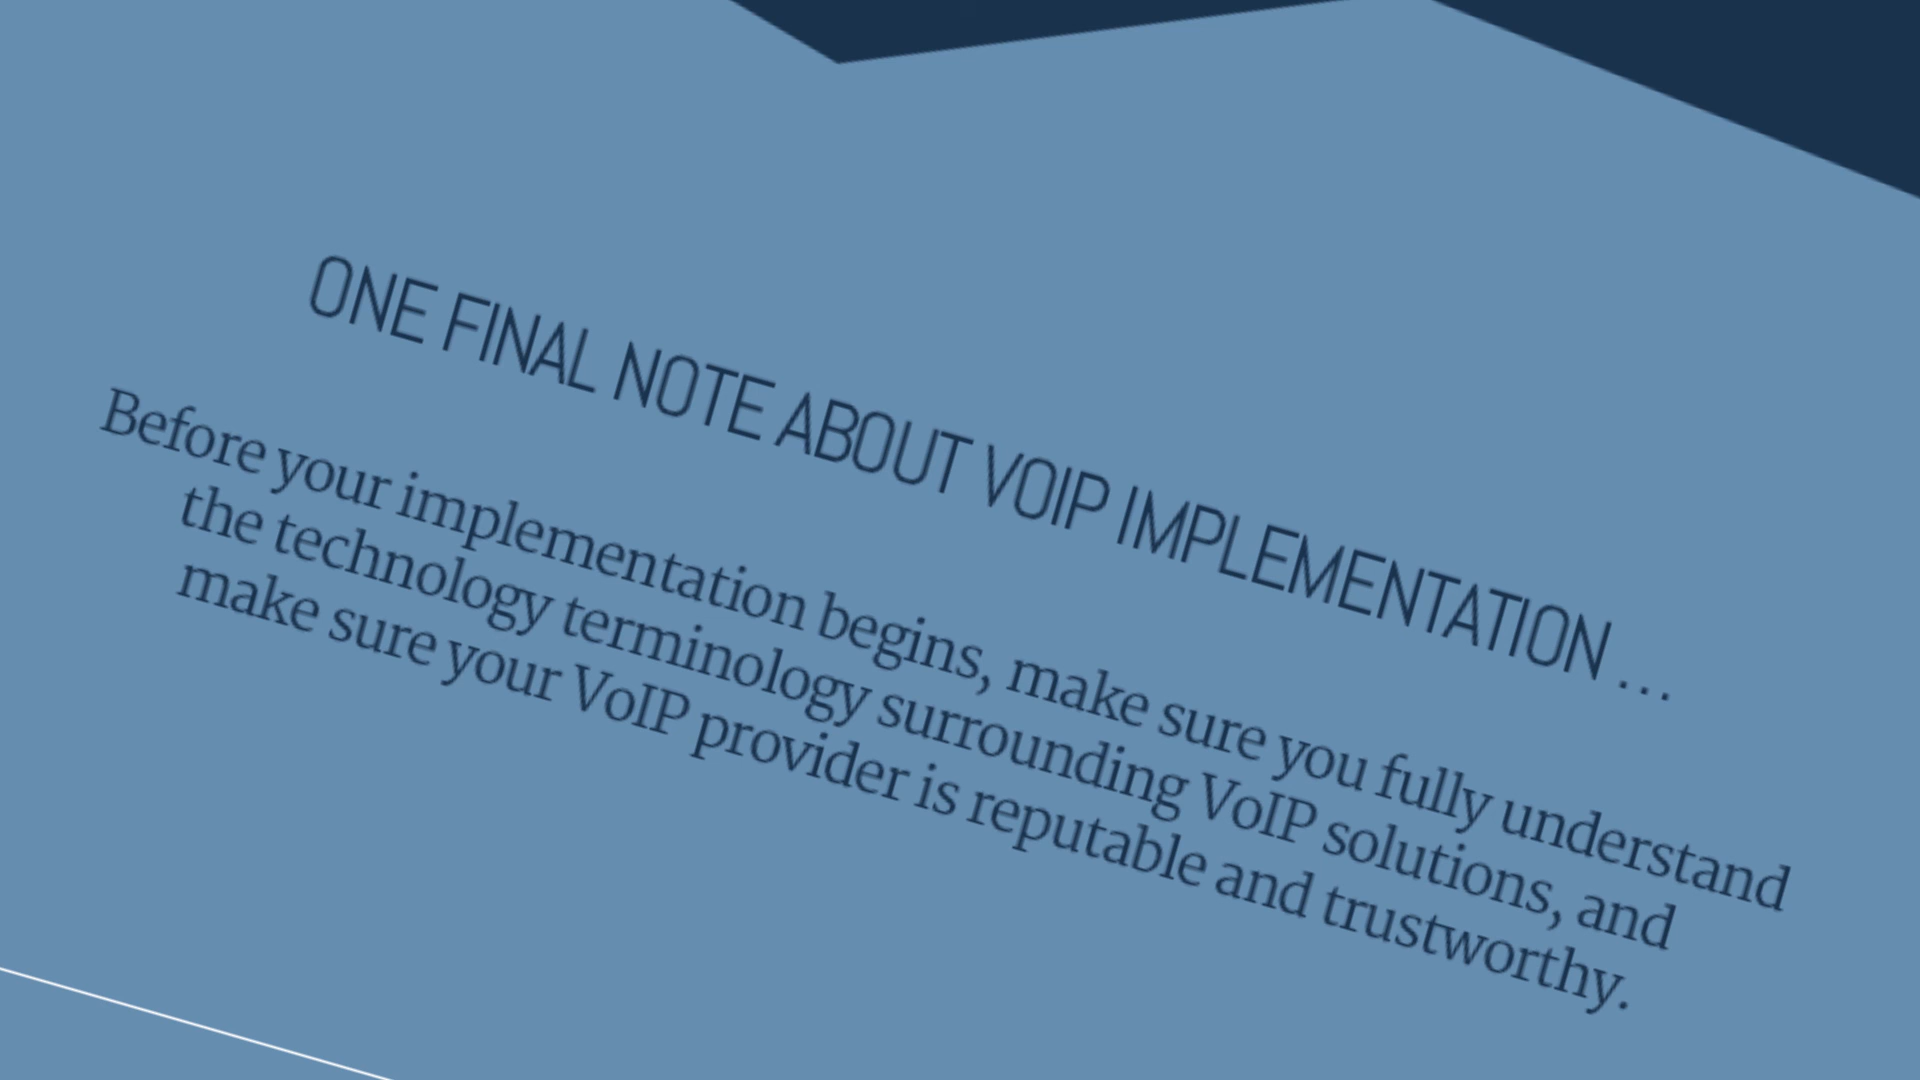 ONE FINAL NOTE ABOUT VOIP IMPLEMENTATION ...
Before your implementation begins, make sure you fully understand
the technology terminology surrounding VoIP solutions, and
make sure your VoIP provider is reputable and trustworthy.